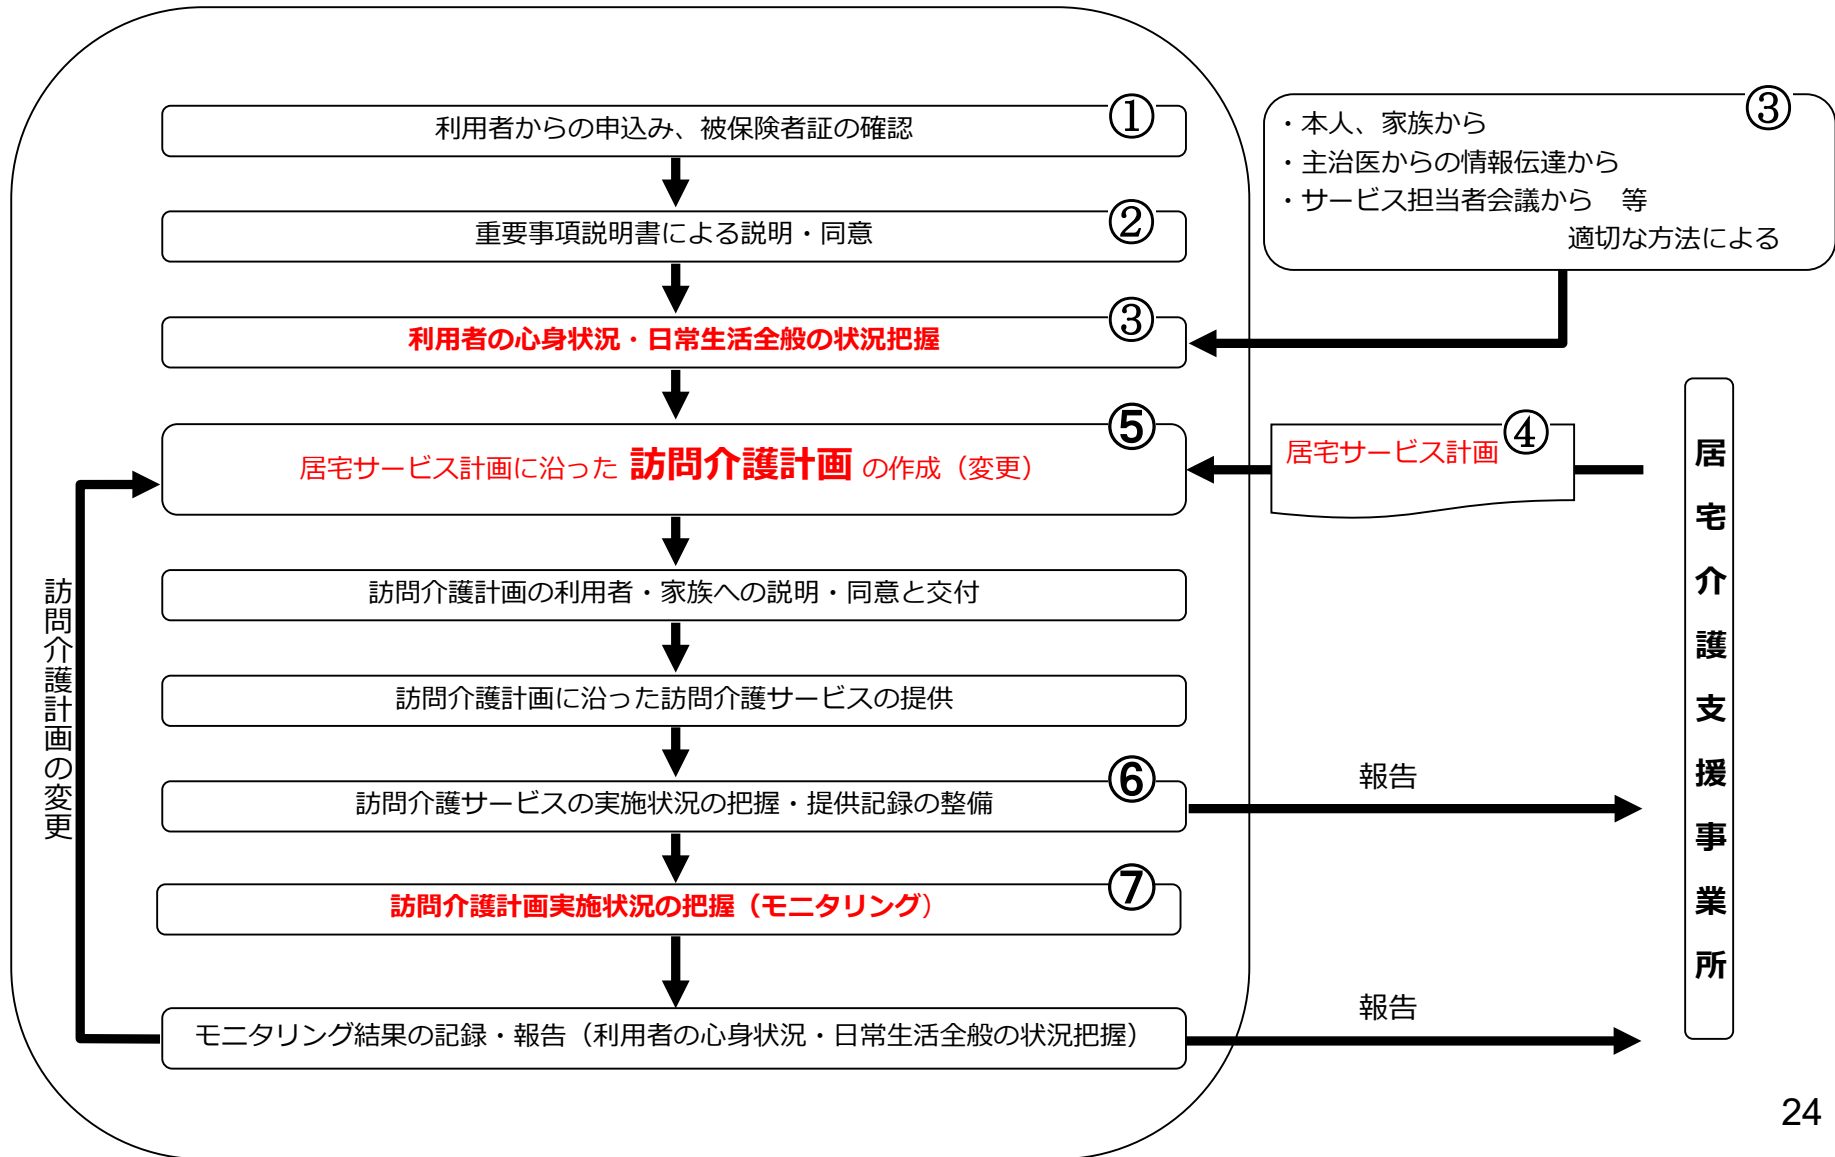 利用者からの申込み、被保険者証の確認
①
重要事項説明書による説明・同意
②
利用者の心身状況・日常生活全般の状況把握
③
③
・本人、家族から
・主治医からの情報伝達から
・サービス担当者会議から　等
適切な方法による
居宅サービス計画に沿った 訪問介護計画 の作成（変更）
⑤
居宅サービス計画
④
訪問介護計画の利用者・家族への説明・同意と交付
訪問介護計画に沿った訪問介護サービスの提供
訪問介護サービスの実施状況の把握・提供記録の整備
⑥
報告
訪問介護計画実施状況の把握（モニタリング）
⑦
モニタリング結果の記録・報告（利用者の心身状況・日常生活全般の状況把握）
報告
訪問介護計画の変更
居宅介護支援事業所
24